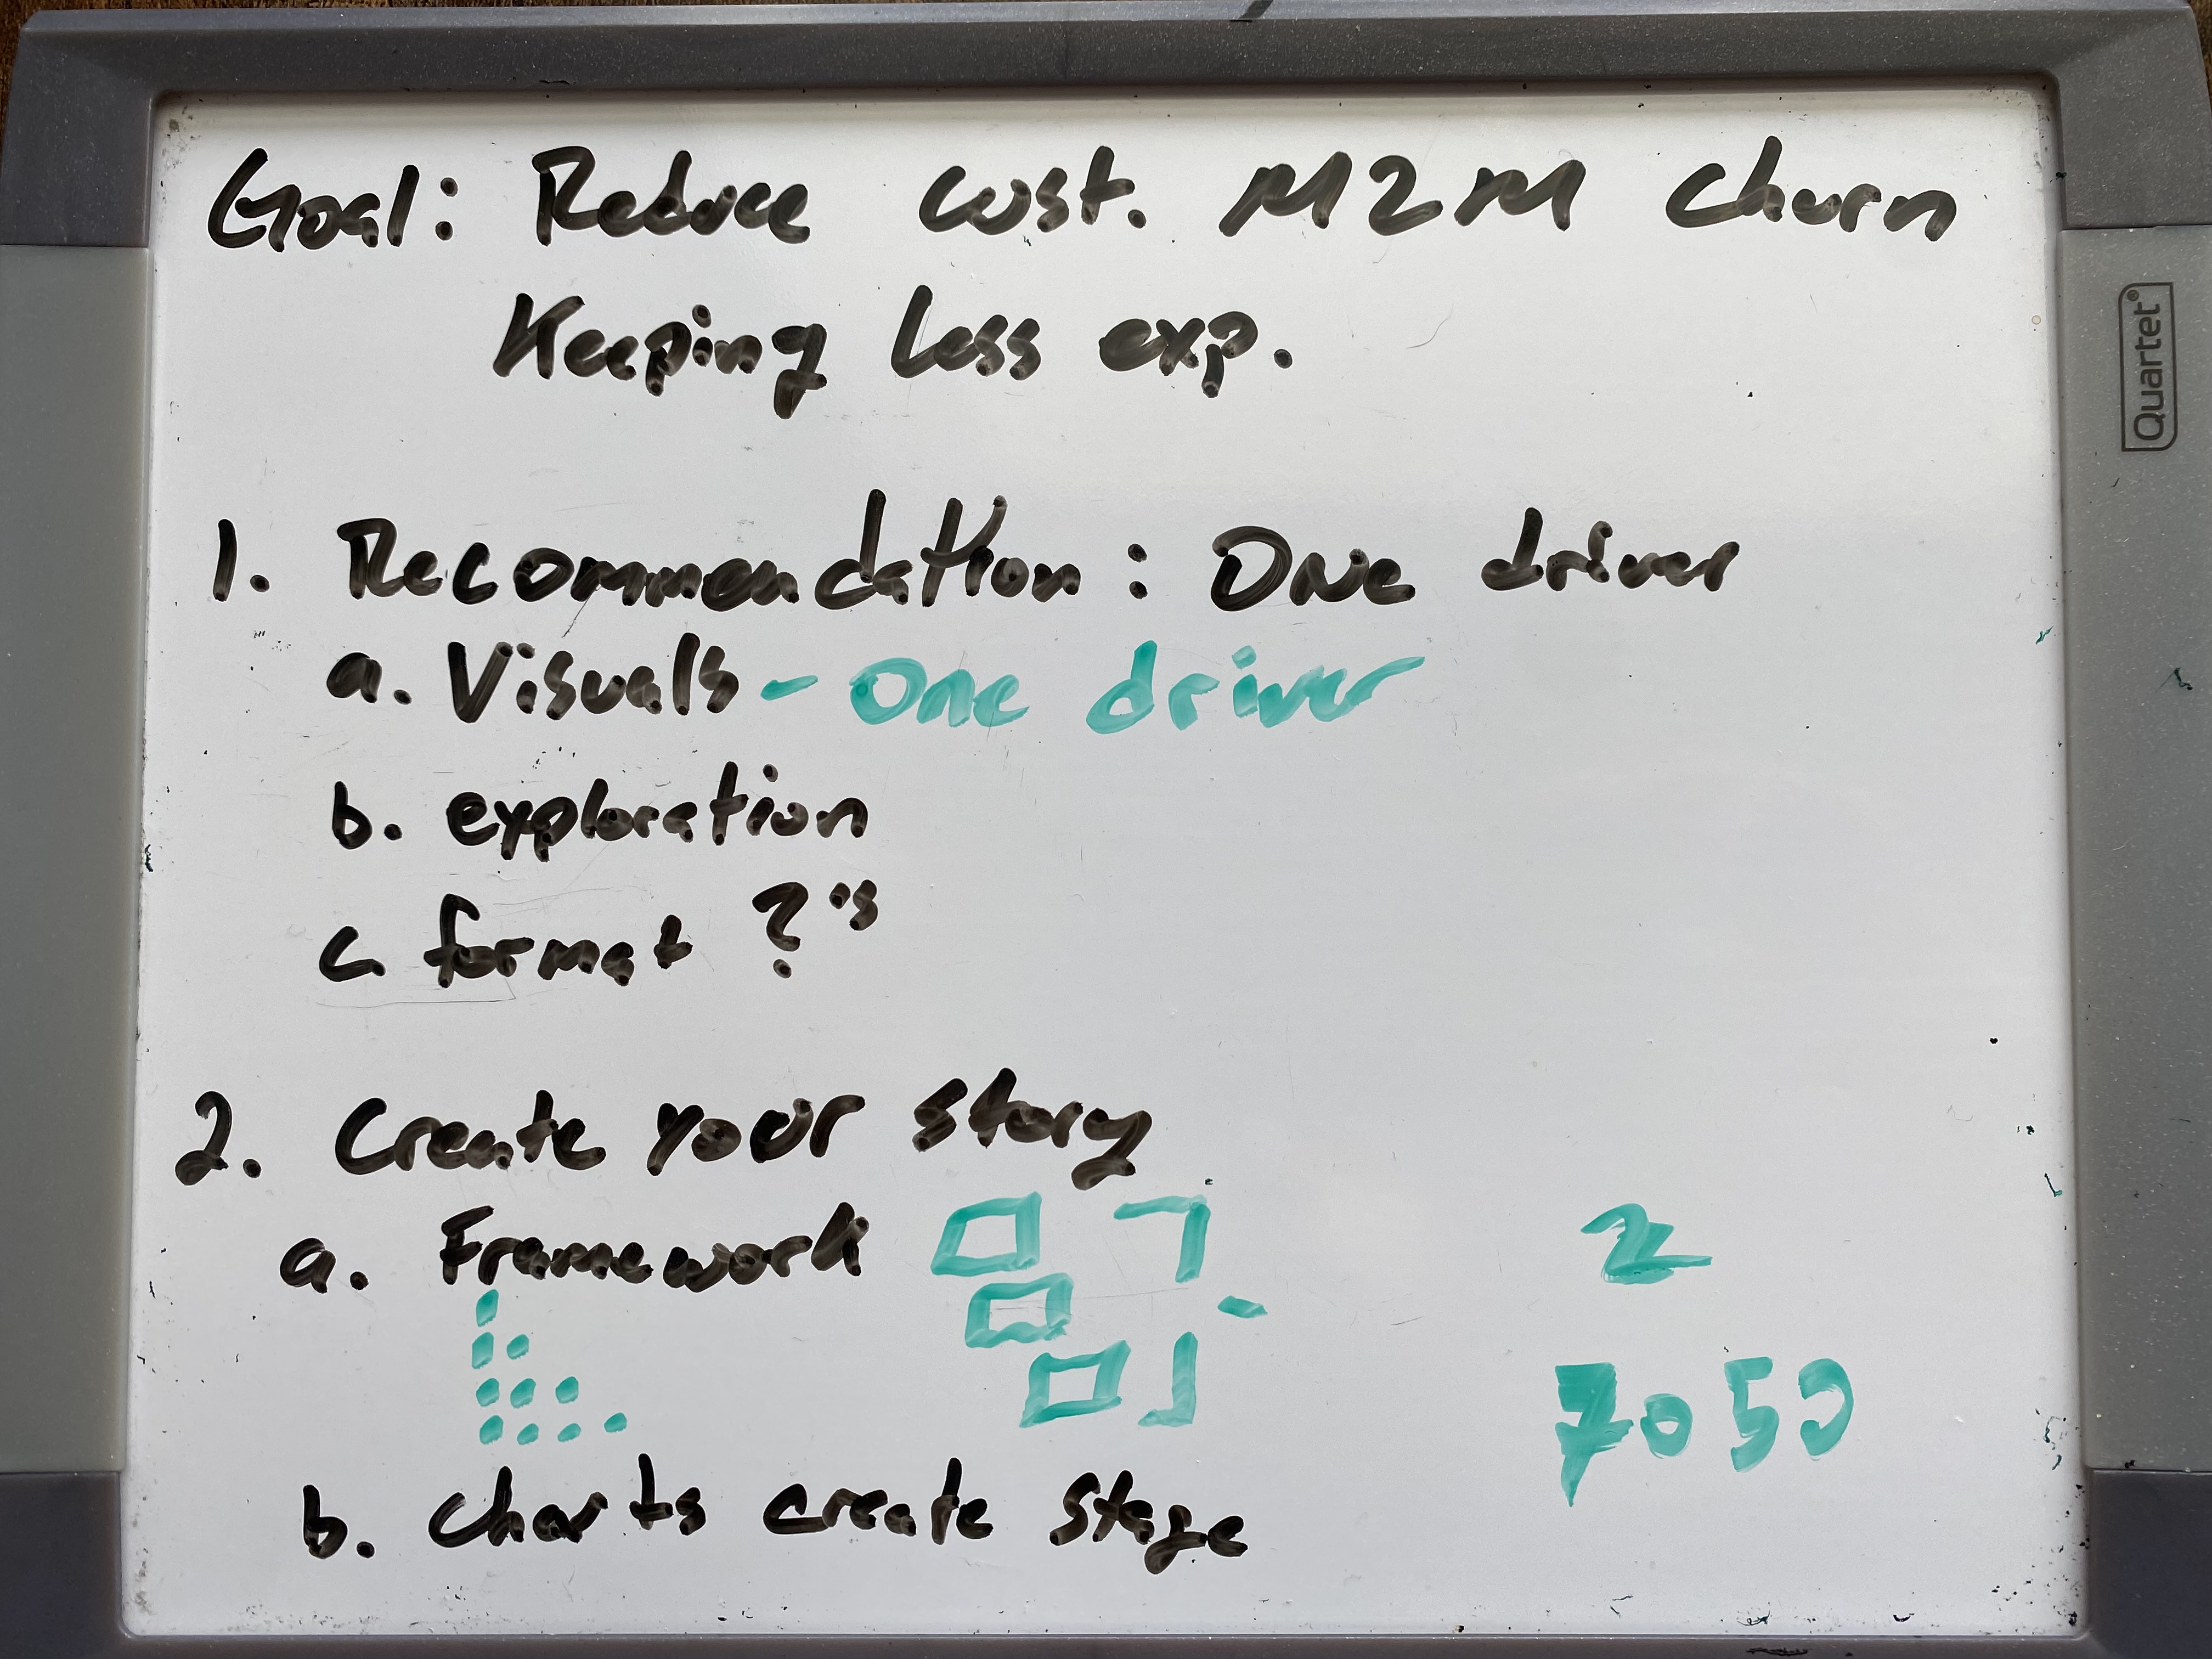 Goal: Reduce cust. M2M Churn
Keeping less exp.
1. Recommendation: One driver
a. Visuals - One driver
b. exploration
c. format ?"s
2. Create your story
a. Framework
2
7050
b. charts create stage
Quartet®